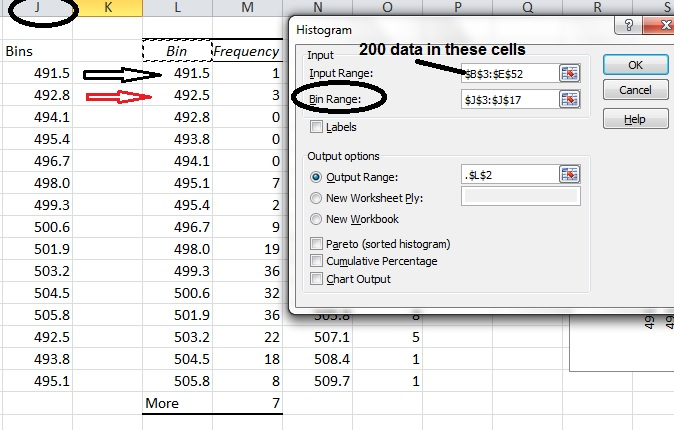 J K L M N O P Q R S
Histogram
Bins Bin Frequency
Input
200 data in these cells
Input Range: $B$3:$E$52 OK
491.5 491.5 1
Bin Range: $J$3:$J$17 Cancel
492.8 492.5 3
Labels Help
494.1 492.8 0
495.4 493.8 0
Output options
496.7 494.1 0
Output Range: .$L$2
498.0 495.1 7
New Worksheet Ply:
499.3 495.4 2
New Workbook
500.6 496.7 9
Pareto (sorted histogram)
501.9 498.0 19
Cumulative Percentage
503.2 499.3 36
Chart Output
504.5 500.6 32
505.8 501.9 36
492.5 503.2 22 507.1 5
493.8 504.5 18 508.4 1
495.1 505.8 8 509.7 1
More 7